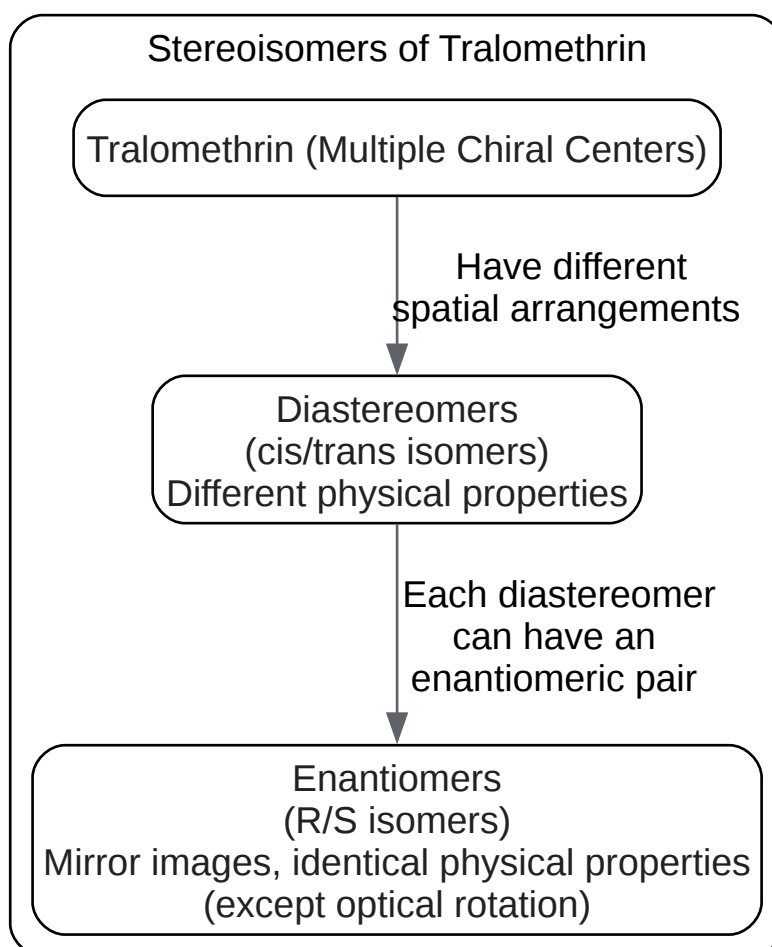 Stereoisomers of Tralomethrin
Tralomethrin (Multiple Chiral Centers)
Have different
spatial arrangements
Diastereomers
(cis/trans isomers)
Different physical properties
Each diastereomer
can have an
enantiomeric pair
Enantiomers
(R/S isomers)
Mirror images, identical physical properties
(except optical rotation)